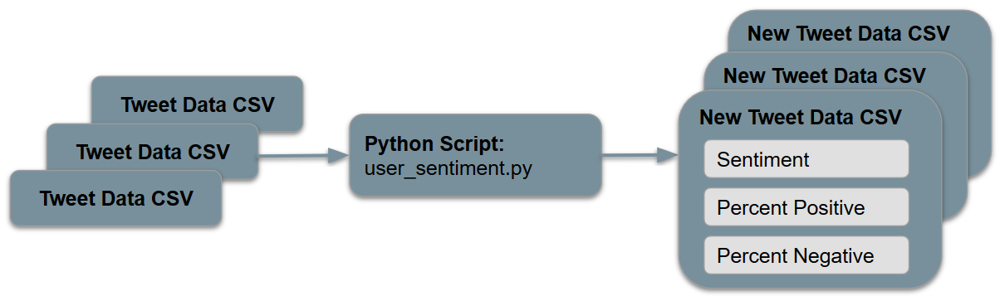 Tweet Data CSV
Tweet Data CSV
Tweet Data CSV
Python Script:
user_sentiment.py
New Tweet Data CSV
New Tweet Data CSV
New Tweet Data CSV
Sentiment
Percent Positive
Percent Negative